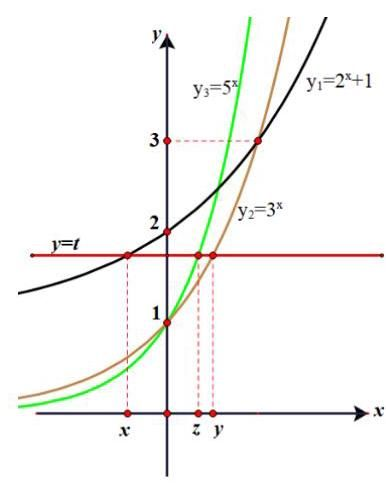 y
y₃=5ˣ
y₁=2ˣ+1
3
y₂=3ˣ
2
y=t
1
x
x z y